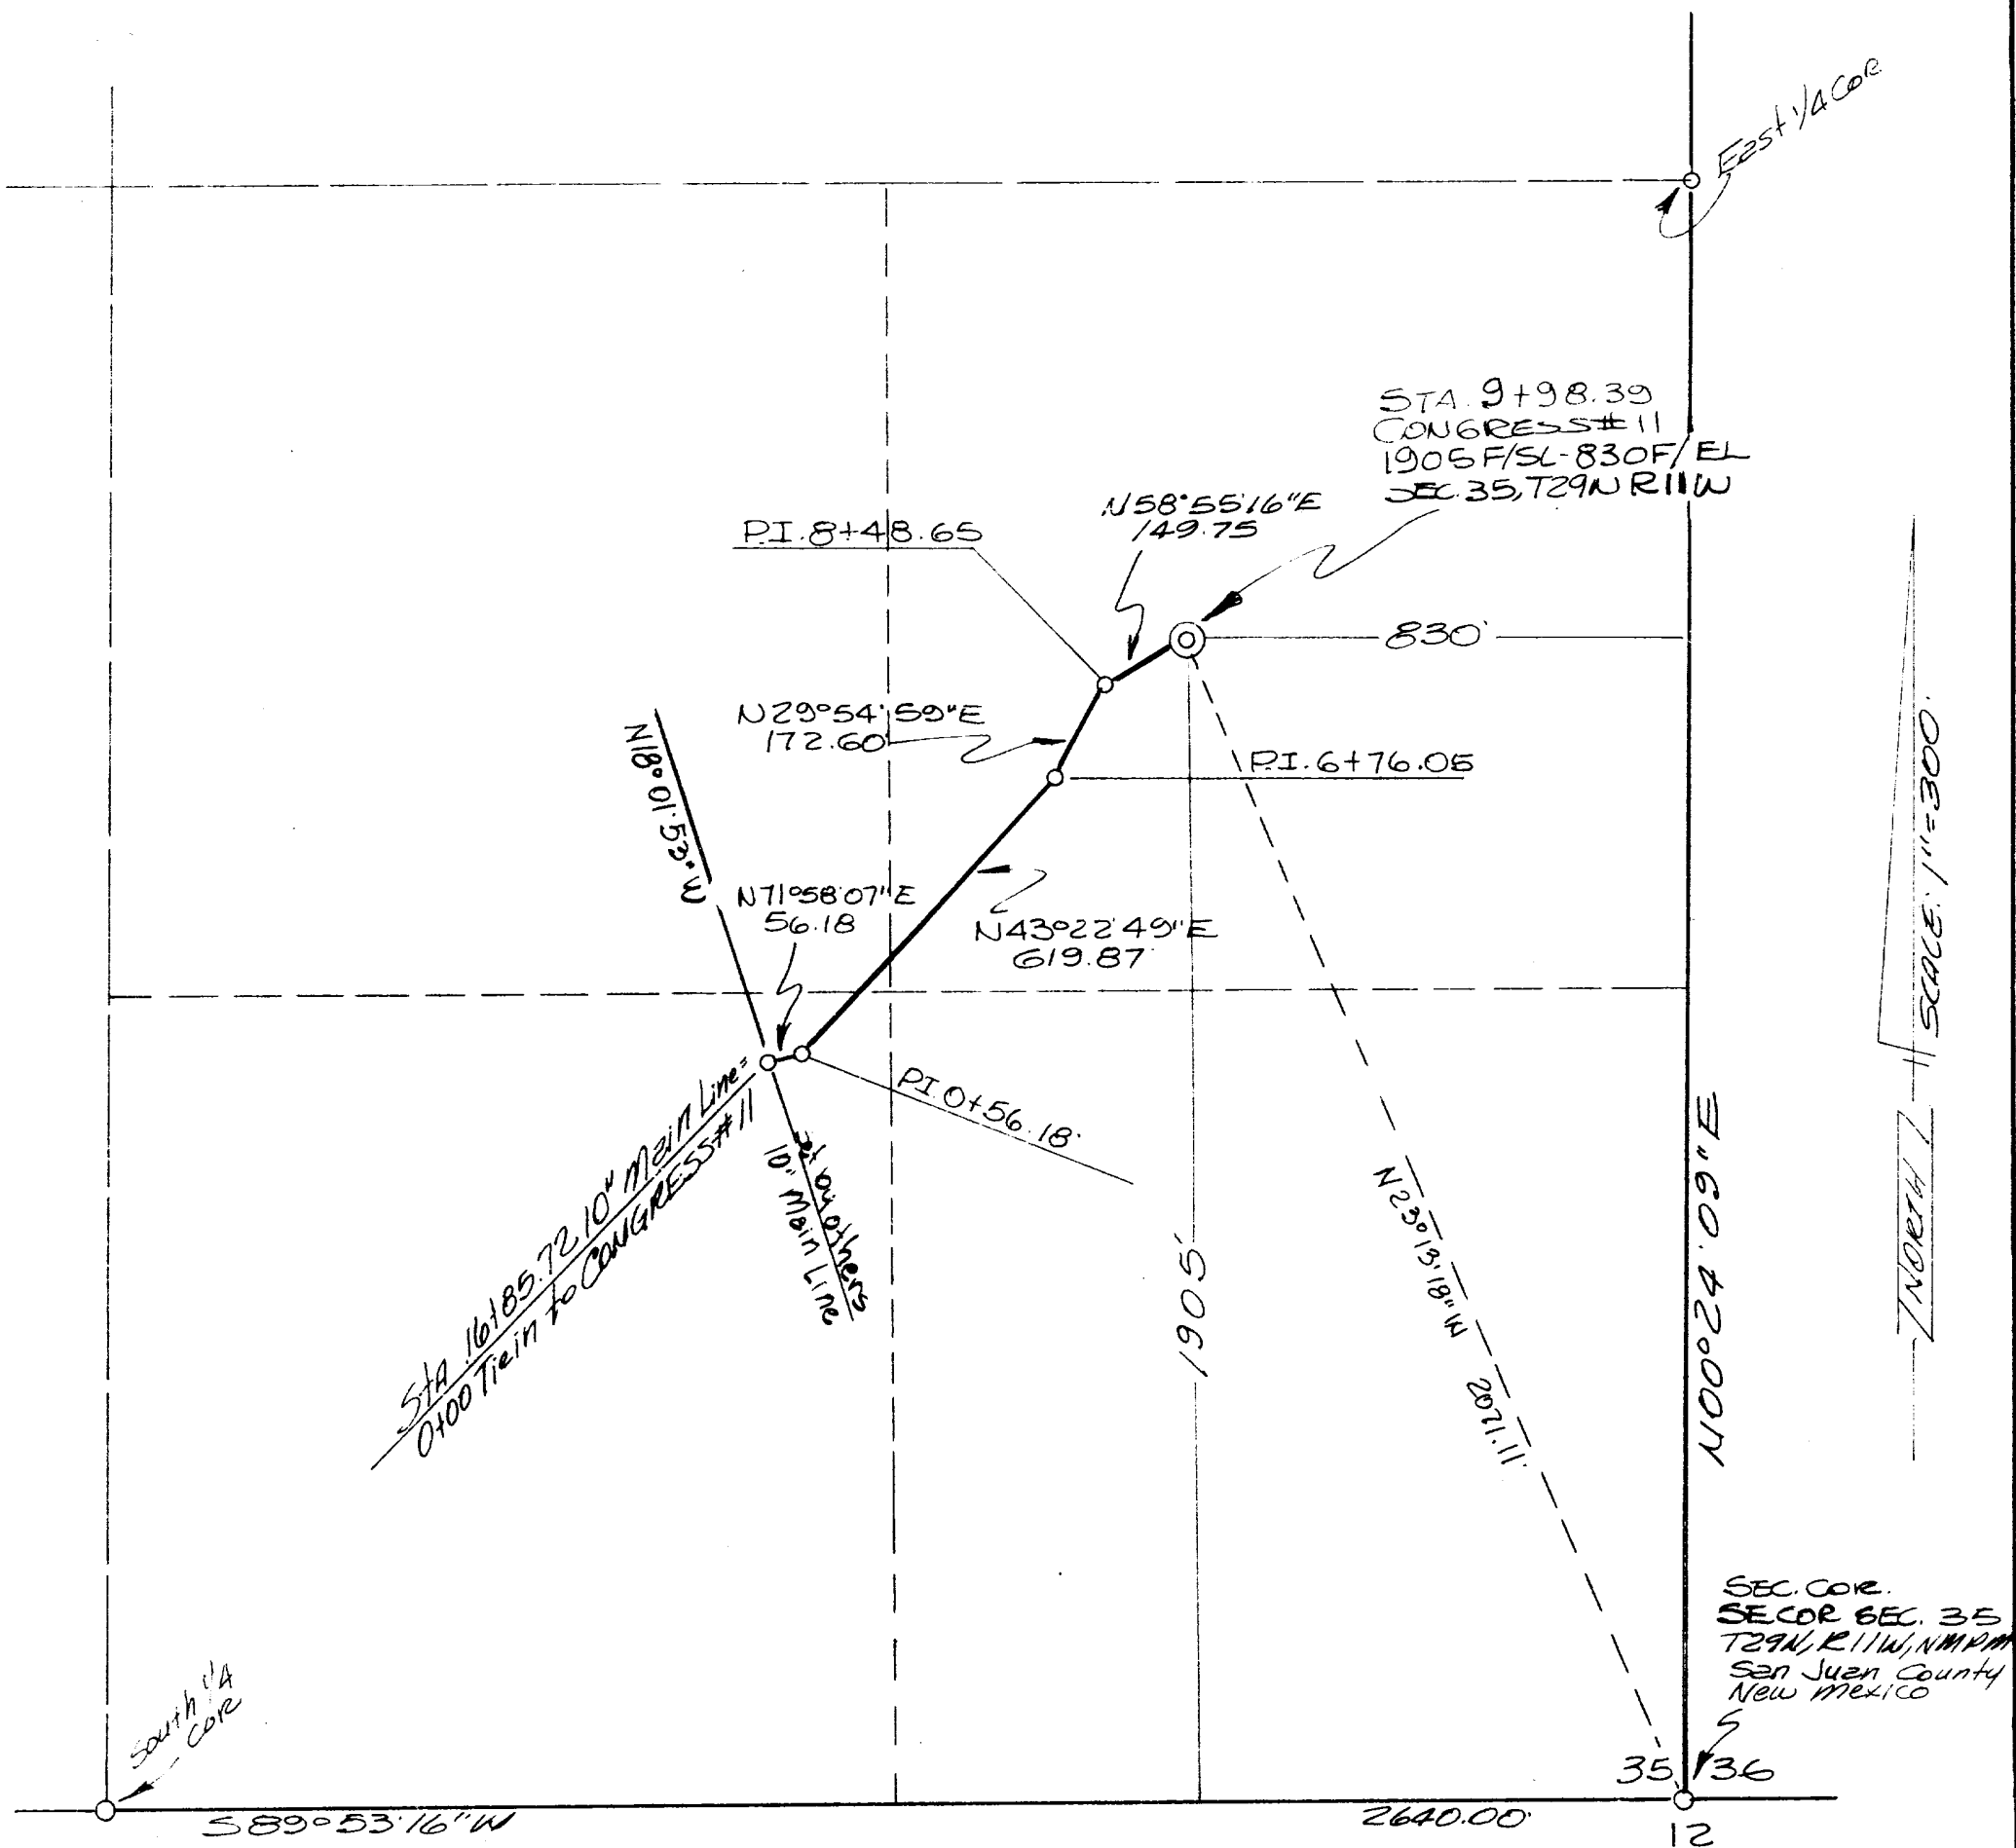 East 1/4 COR
STA. 9+98.39
CONGRESS # 11
1905F/SL-830F/EL
SEC. 35, T29N R11W
N58°55'16"E
149.75
P.I. 8+48.65
830'
N29°54'59"E
172.60
P.I. 6+76.05
N18°01'53"W
N71°58'07"E
56.18
N43°22'49"E
619.87
SCALE: 1"=300'
NORTH
P.I. 0+56.18
Sta 16+85.72 10" Main Line=
0+00 Tie in to CONGRESS #11
10" Main Line
1905'
N23°13'18"W 2071.11
N00°24'09"E
SEC. COR.
SE COR SEC. 35
T29N, R11W, NMPM
San Juan County
New Mexico
South 1/4
COR
35 36
S89°53'16"W
2640.00'
12